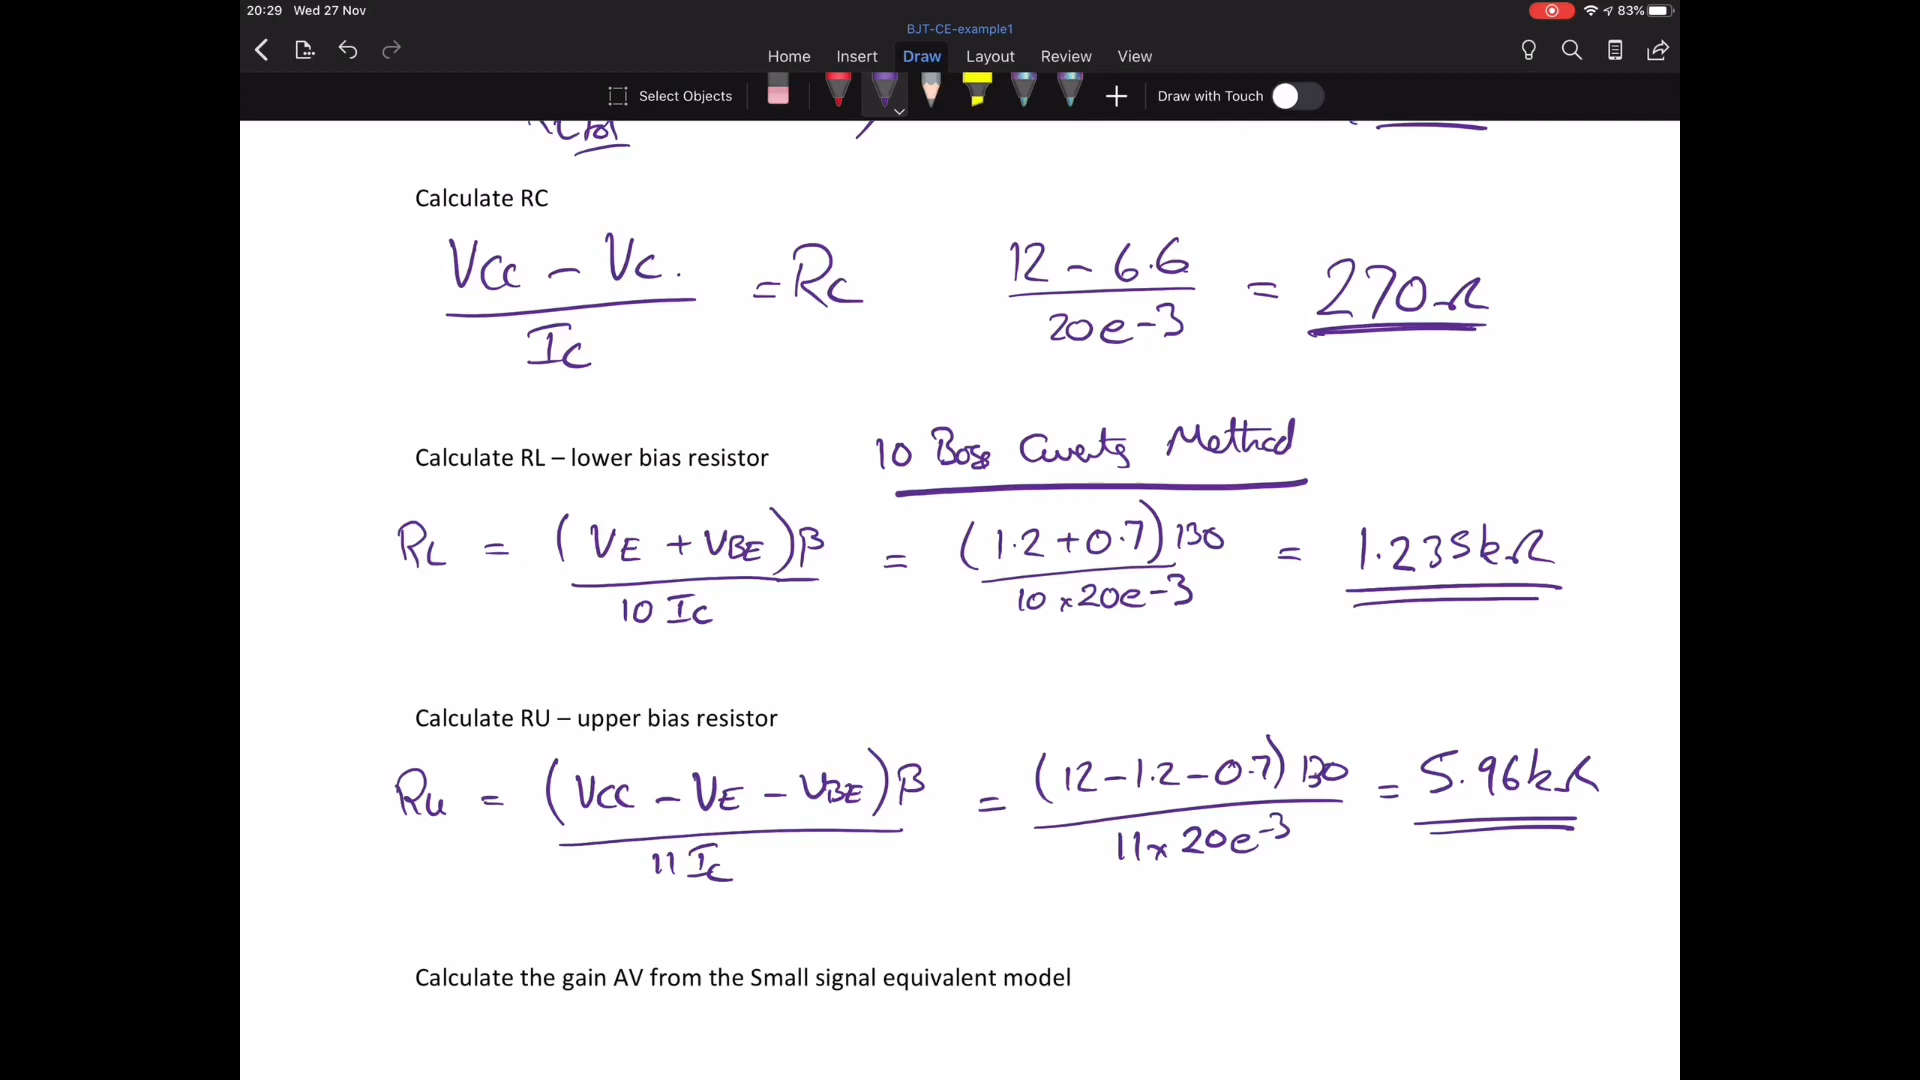 20:29 Wed 27 Nov
83%
BJT-CE-example1
Home Insert Draw Layout Review View
Select Objects
Draw with Touch
Calculate RC
VCC - VC. / IC = RC 12 - 6.6 / 20e-3 = 270Ω
Calculate RL – lower bias resistor 10 Method
RL = (VE + VBE)β / 10 IC = (1.2+0.7)130 / 10 x 20e-3 = 1.235kΩ
Calculate RU – upper bias resistor
RU = (VCC - VE - VBE)β / 11 IC = (12-1.2-0.7)130 / 11 x 20e-3 = 5.96kΩ
Calculate the gain AV from the Small signal equivalent model